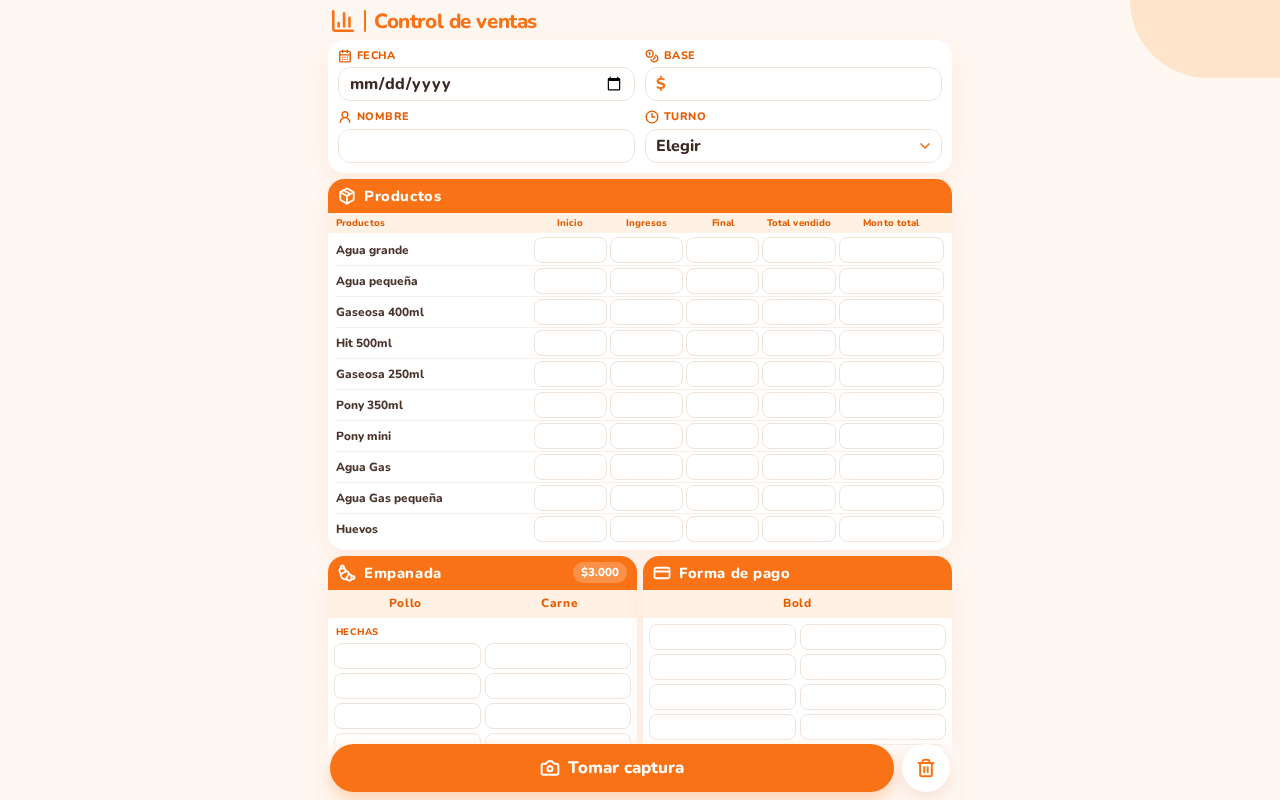 Control de ventas
FECHA
BASE
mm/dd/yyyy
$
NOMBRE
TURNO
Elegir
Productos
Productos Inicio Ingresos Final Total vendido Monto total
Agua grande
Agua pequeña
Gaseosa 400ml
Hit 500ml
Gaseosa 250ml
Pony 350ml
Pony mini
Agua Gas
Agua Gas pequeña
Huevos
Empanada $3.000
Forma de pago
Pollo Carne
Bold
HECHAS
Tomar captura